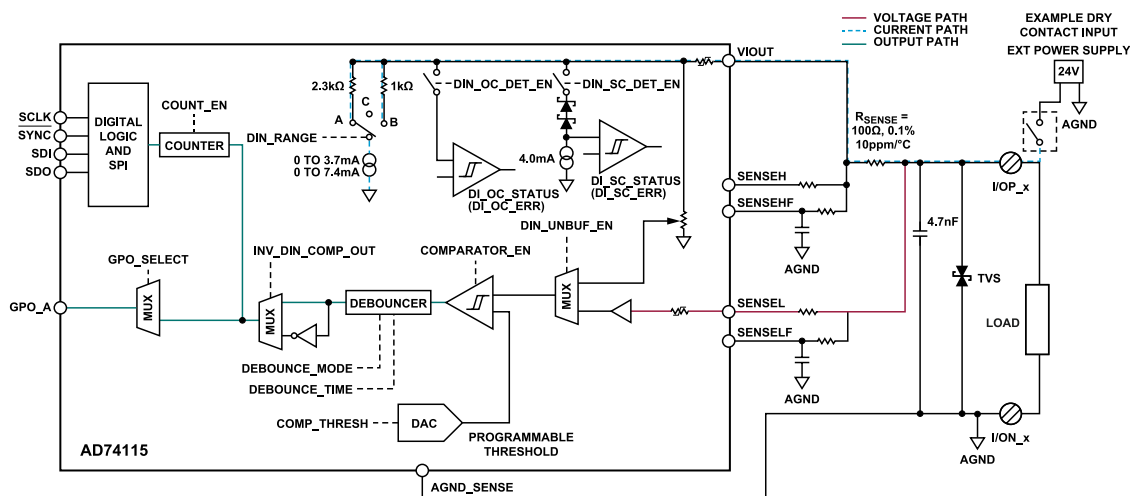 VOLTAGE PATH
CURRENT PATH
OUTPUT PATH
EXAMPLE DRY
CONTACT INPUT
EXT POWER SUPPLY
24V
AGND
VIOUT
2.3kΩ
1kΩ
C
A
B
DIN_OC_DET_EN
DIN_SC_DET_EN
COUNT_EN
SCLK
SYNC
SDI
SDO
DIGITAL
LOGIC
AND
SPI
COUNTER
DIN_RANGE
0 TO 3.7mA
0 TO 7.4mA
4.0mA
DI_OC_STATUS
(DI_OC_ERR)
DI_SC_STATUS
(DI_SC_ERR)
RSENSE =
100Ω, 0.1%
10ppm/°C
I/OP_x
SENSEH
SENSEHF
AGND
4.7nF
TVS
LOAD
DIN_UNBUF_EN
COMPARATOR_EN
INV_DIN_COMP_OUT
GPO_SELECT
GPO_A
MUX
MUX
DEBOUNCER
MUX
SENSEL
SENSELF
AGND
DEBOUNCE_MODE
DEBOUNCE_TIME
COMP_THRESH
DAC
PROGRAMMABLE
THRESHOLD
AD74115
AGND
I/ON_x
AGND_SENSE